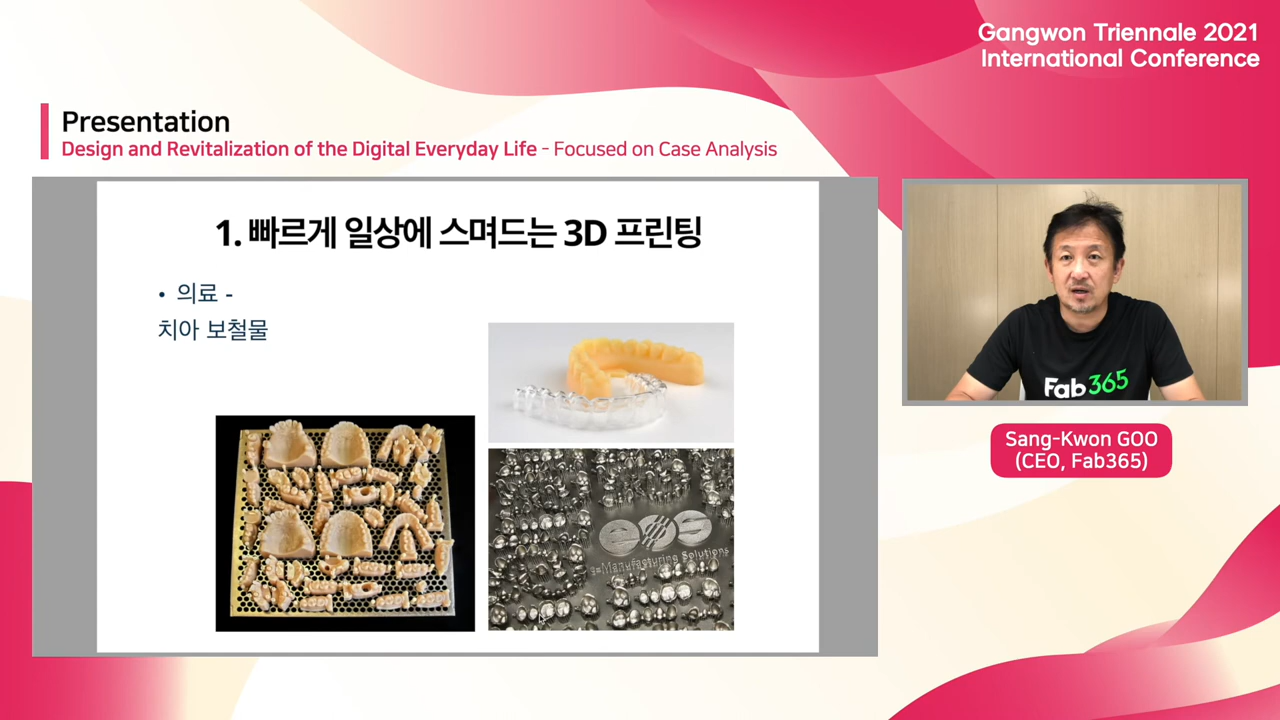 Gangwon Triennale 2021
International Conference
Presentation
Design and Revitalization of the Digital Everyday Life - Focused on Case Analysis
1. 빠르게 일상에 스며드는 3D 프린팅
• 의료 -
치아 보철물
eos
e-Manufacturing Solutions
Fab365
Sang-Kwon GOO
(CEO, Fab365)